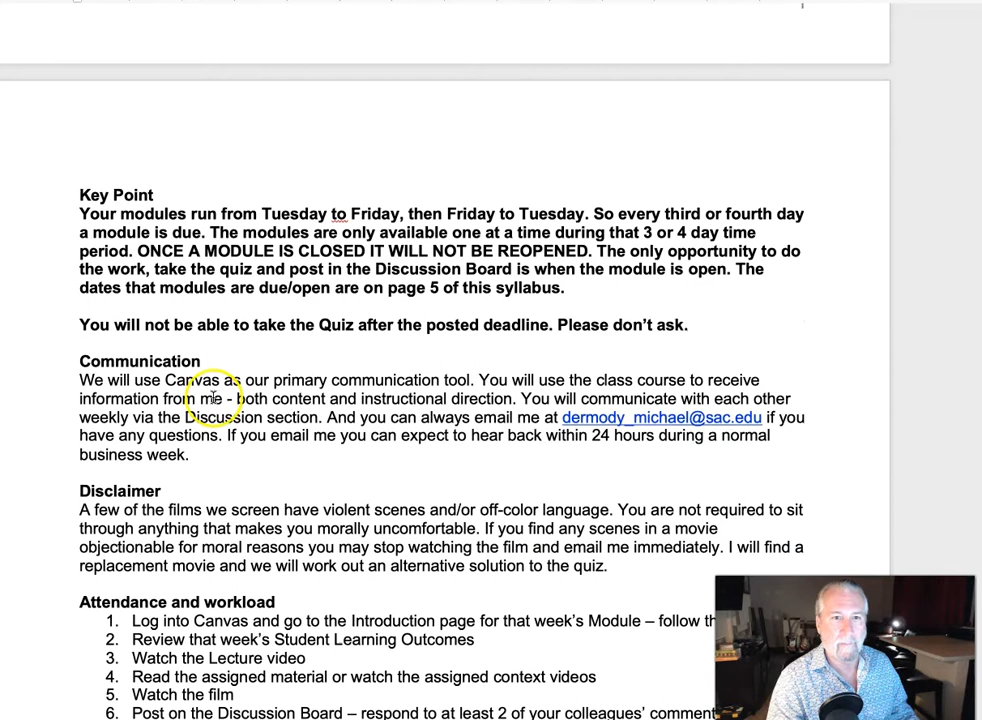 Key Point
Your modules run from Tuesday to Friday, then Friday to Tuesday. So every third or fourth day
a module is due. The modules are only available one at a time during that 3 or 4 day time
period. ONCE A MODULE IS CLOSED IT WILL NOT BE REOPENED. The only opportunity to do
the work, take the quiz and post in the Discussion Board is when the module is open. The
dates that modules are due/open are on page 5 of this syllabus.
You will not be able to take the Quiz after the posted deadline. Please don’t ask.
Communication
We will use Canvas as our primary communication tool. You will use the class course to receive
information from me - both content and instructional direction. You will communicate with each other
weekly via the Discussion section. And you can always email me at dermody_michael@sac.edu if you
have any questions. If you email me you can expect to hear back within 24 hours during a normal
business week.
Disclaimer
A few of the films we screen have violent scenes and/or off-color language. You are not required to sit
through anything that makes you morally uncomfortable. If you find any scenes in a movie
objectionable for moral reasons you may stop watching the film and email me immediately. I will find a
replacement movie and we will work out an alternative solution to the quiz.
Attendance and workload
1. Log into Canvas and go to the Introduction page for that week’s Module – follow
2. Review that week’s Student Learning Outcomes
3. Watch the Lecture video
4. Read the assigned material or watch the assigned context videos
5. Watch the film
6. Post on the Discussion Board – respond to at least 2 of your colleagues’ comment